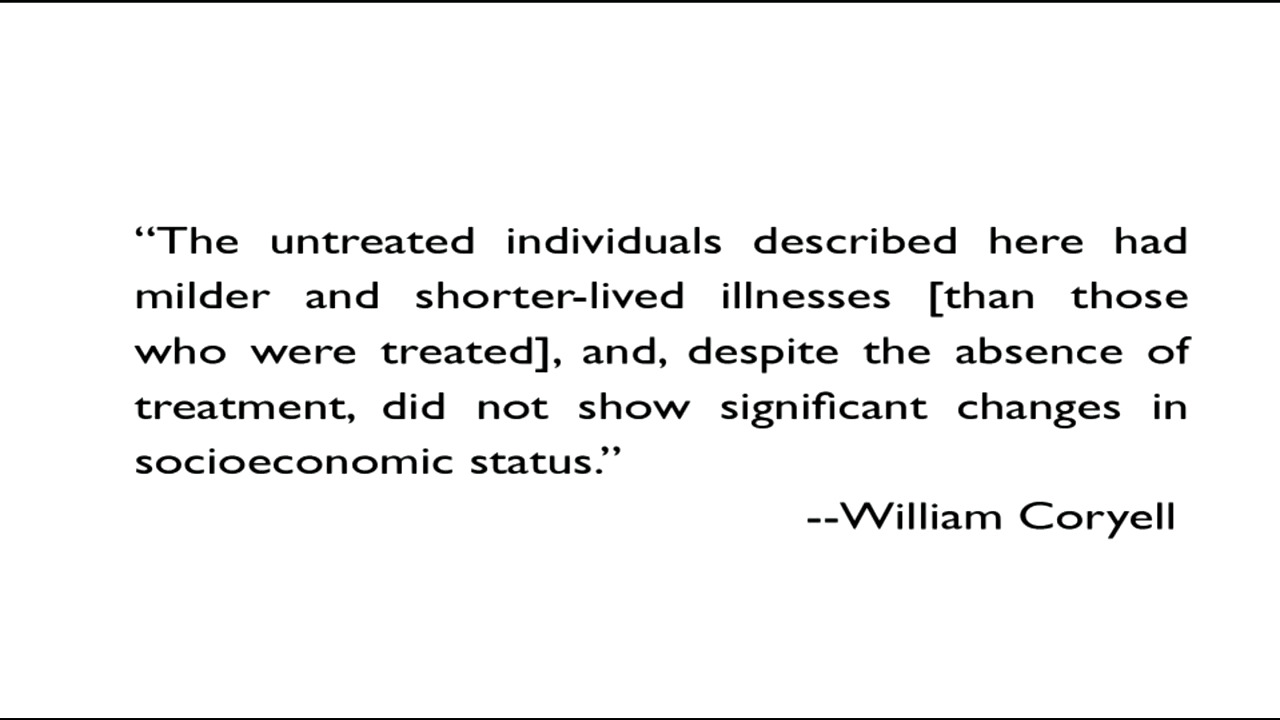 “The untreated individuals described here had
milder and shorter-lived illnesses [than those
who were treated], and, despite the absence of
treatment, did not show significant changes in
socioeconomic status.”
--William Coryell